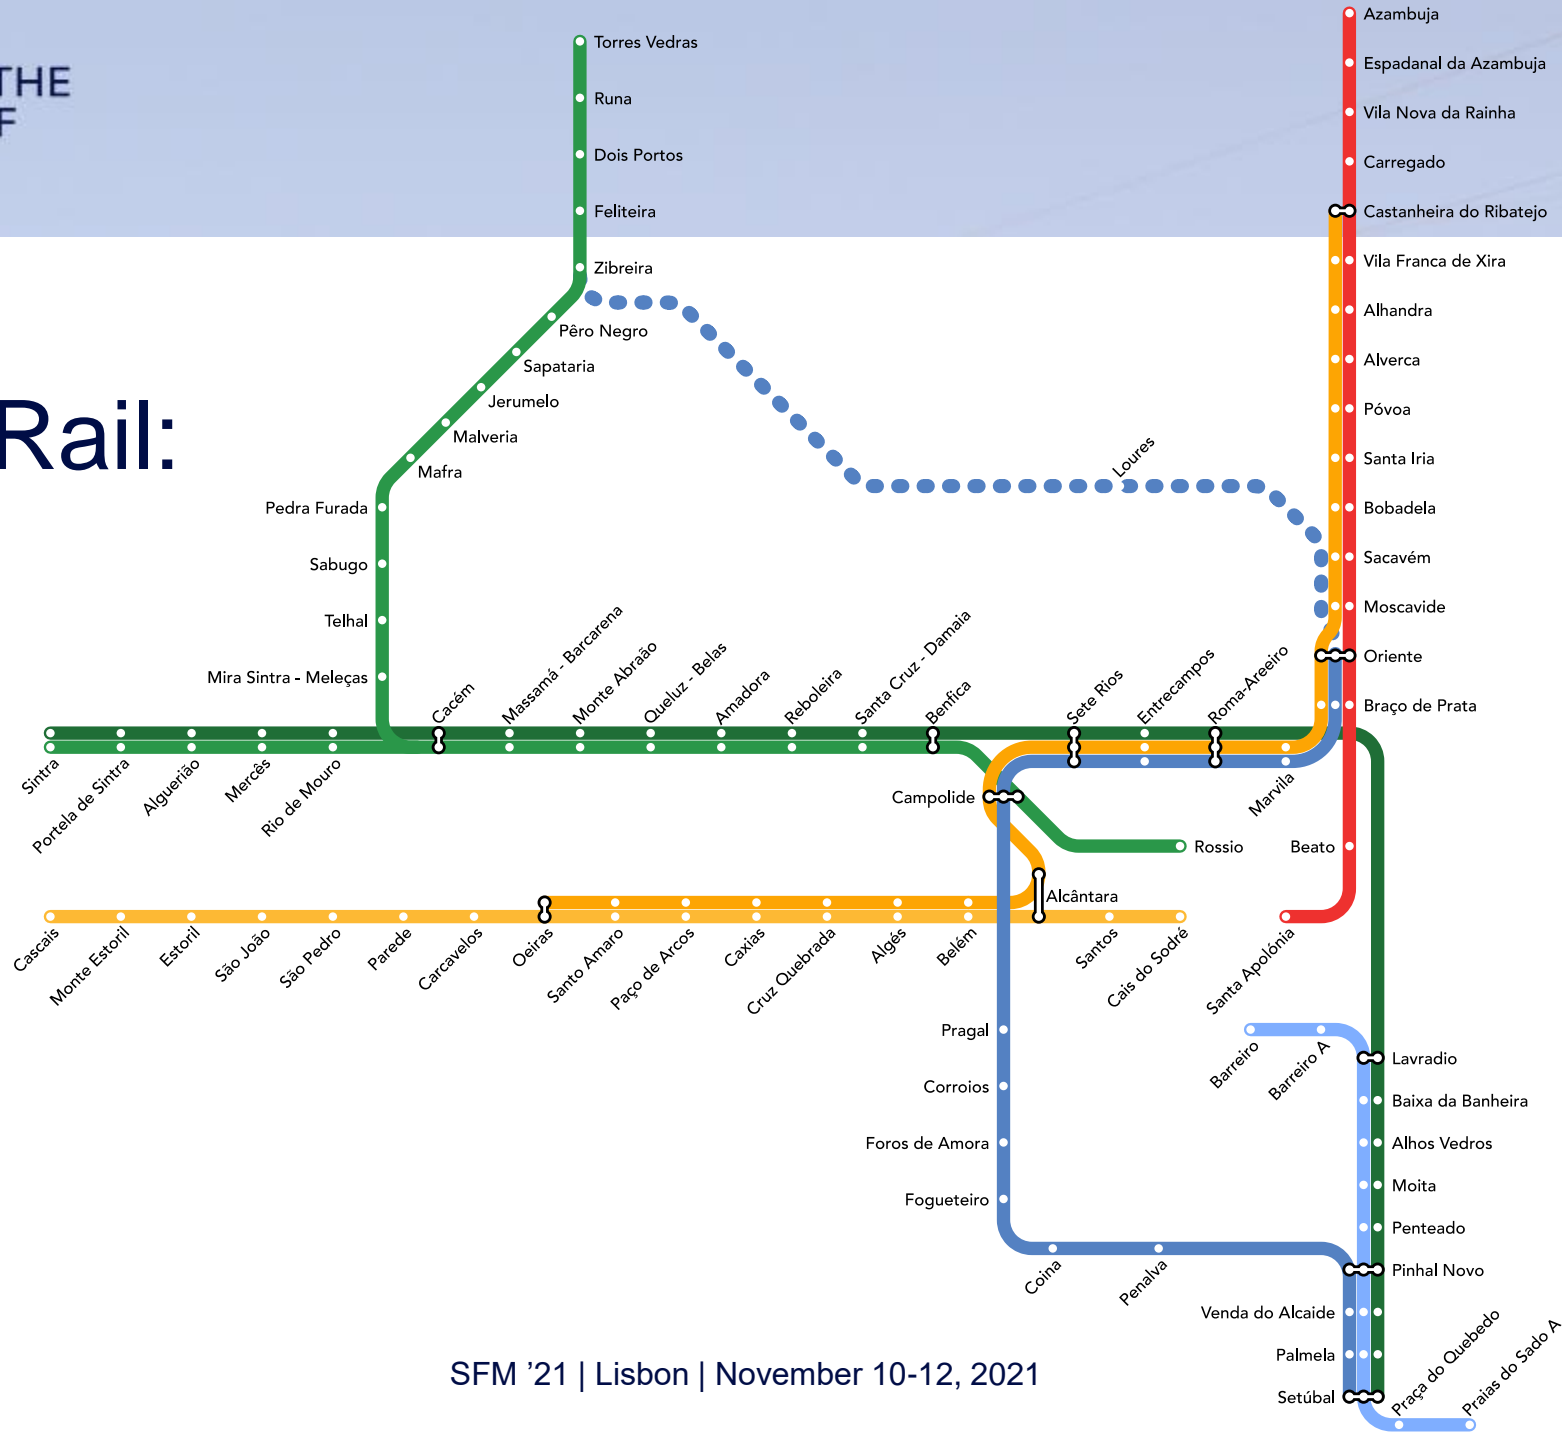 THE
F
Rail:
Torres Vedras
Runa
Dois Portos
Feliteira
Zibreira
Pêro Negro
Sapataria
Jerumelo
Malveria
Mafra
Pedra Furada
Sabugo
Telhal
Mira Sintra - Meleças
Azambuja
Espadanal da Azambuja
Vila Nova da Rainha
Carregado
Castanheira do Ribatejo
Vila Franca de Xira
Alhandra
Alverca
Póvoa
Santa Iria
Bobadela
Sacavém
Moscavide
Oriente
Braço de Prata
Loures
Cacém
Massamá - Barcarena
Monte Abraão
Queluz - Belas
Amadora
Reboleira
Santa Cruz - Damaia
Benfica
Sete Rios
Entrecampos
Roma-Areeiro
Sintra
Portela de Sintra
Alguerião
Mercês
Rio de Mouro
Campolide
Marvila
Rossio
Beato
Alcântara
Cascais
Monte Estoril
Estoril
São João
São Pedro
Parede
Carcavelos
Oeiras
Santo Amaro
Paço de Arcos
Caxias
Cruz Quebrada
Algés
Belém
Santos
Cais do Sodré
Santa Apolónia
Pragal
Corroios
Foros de Amora
Fogueteiro
Coina
Penalva
Barreiro
Barreiro A
Lavradio
Baixa da Banheira
Alhos Vedros
Moita
Penteado
Pinhal Novo
Venda do Alcaide
Palmela
Setúbal
Praça do Quebedo
Praias do Sado A
SFM ’21 | Lisbon | November 10-12, 2021